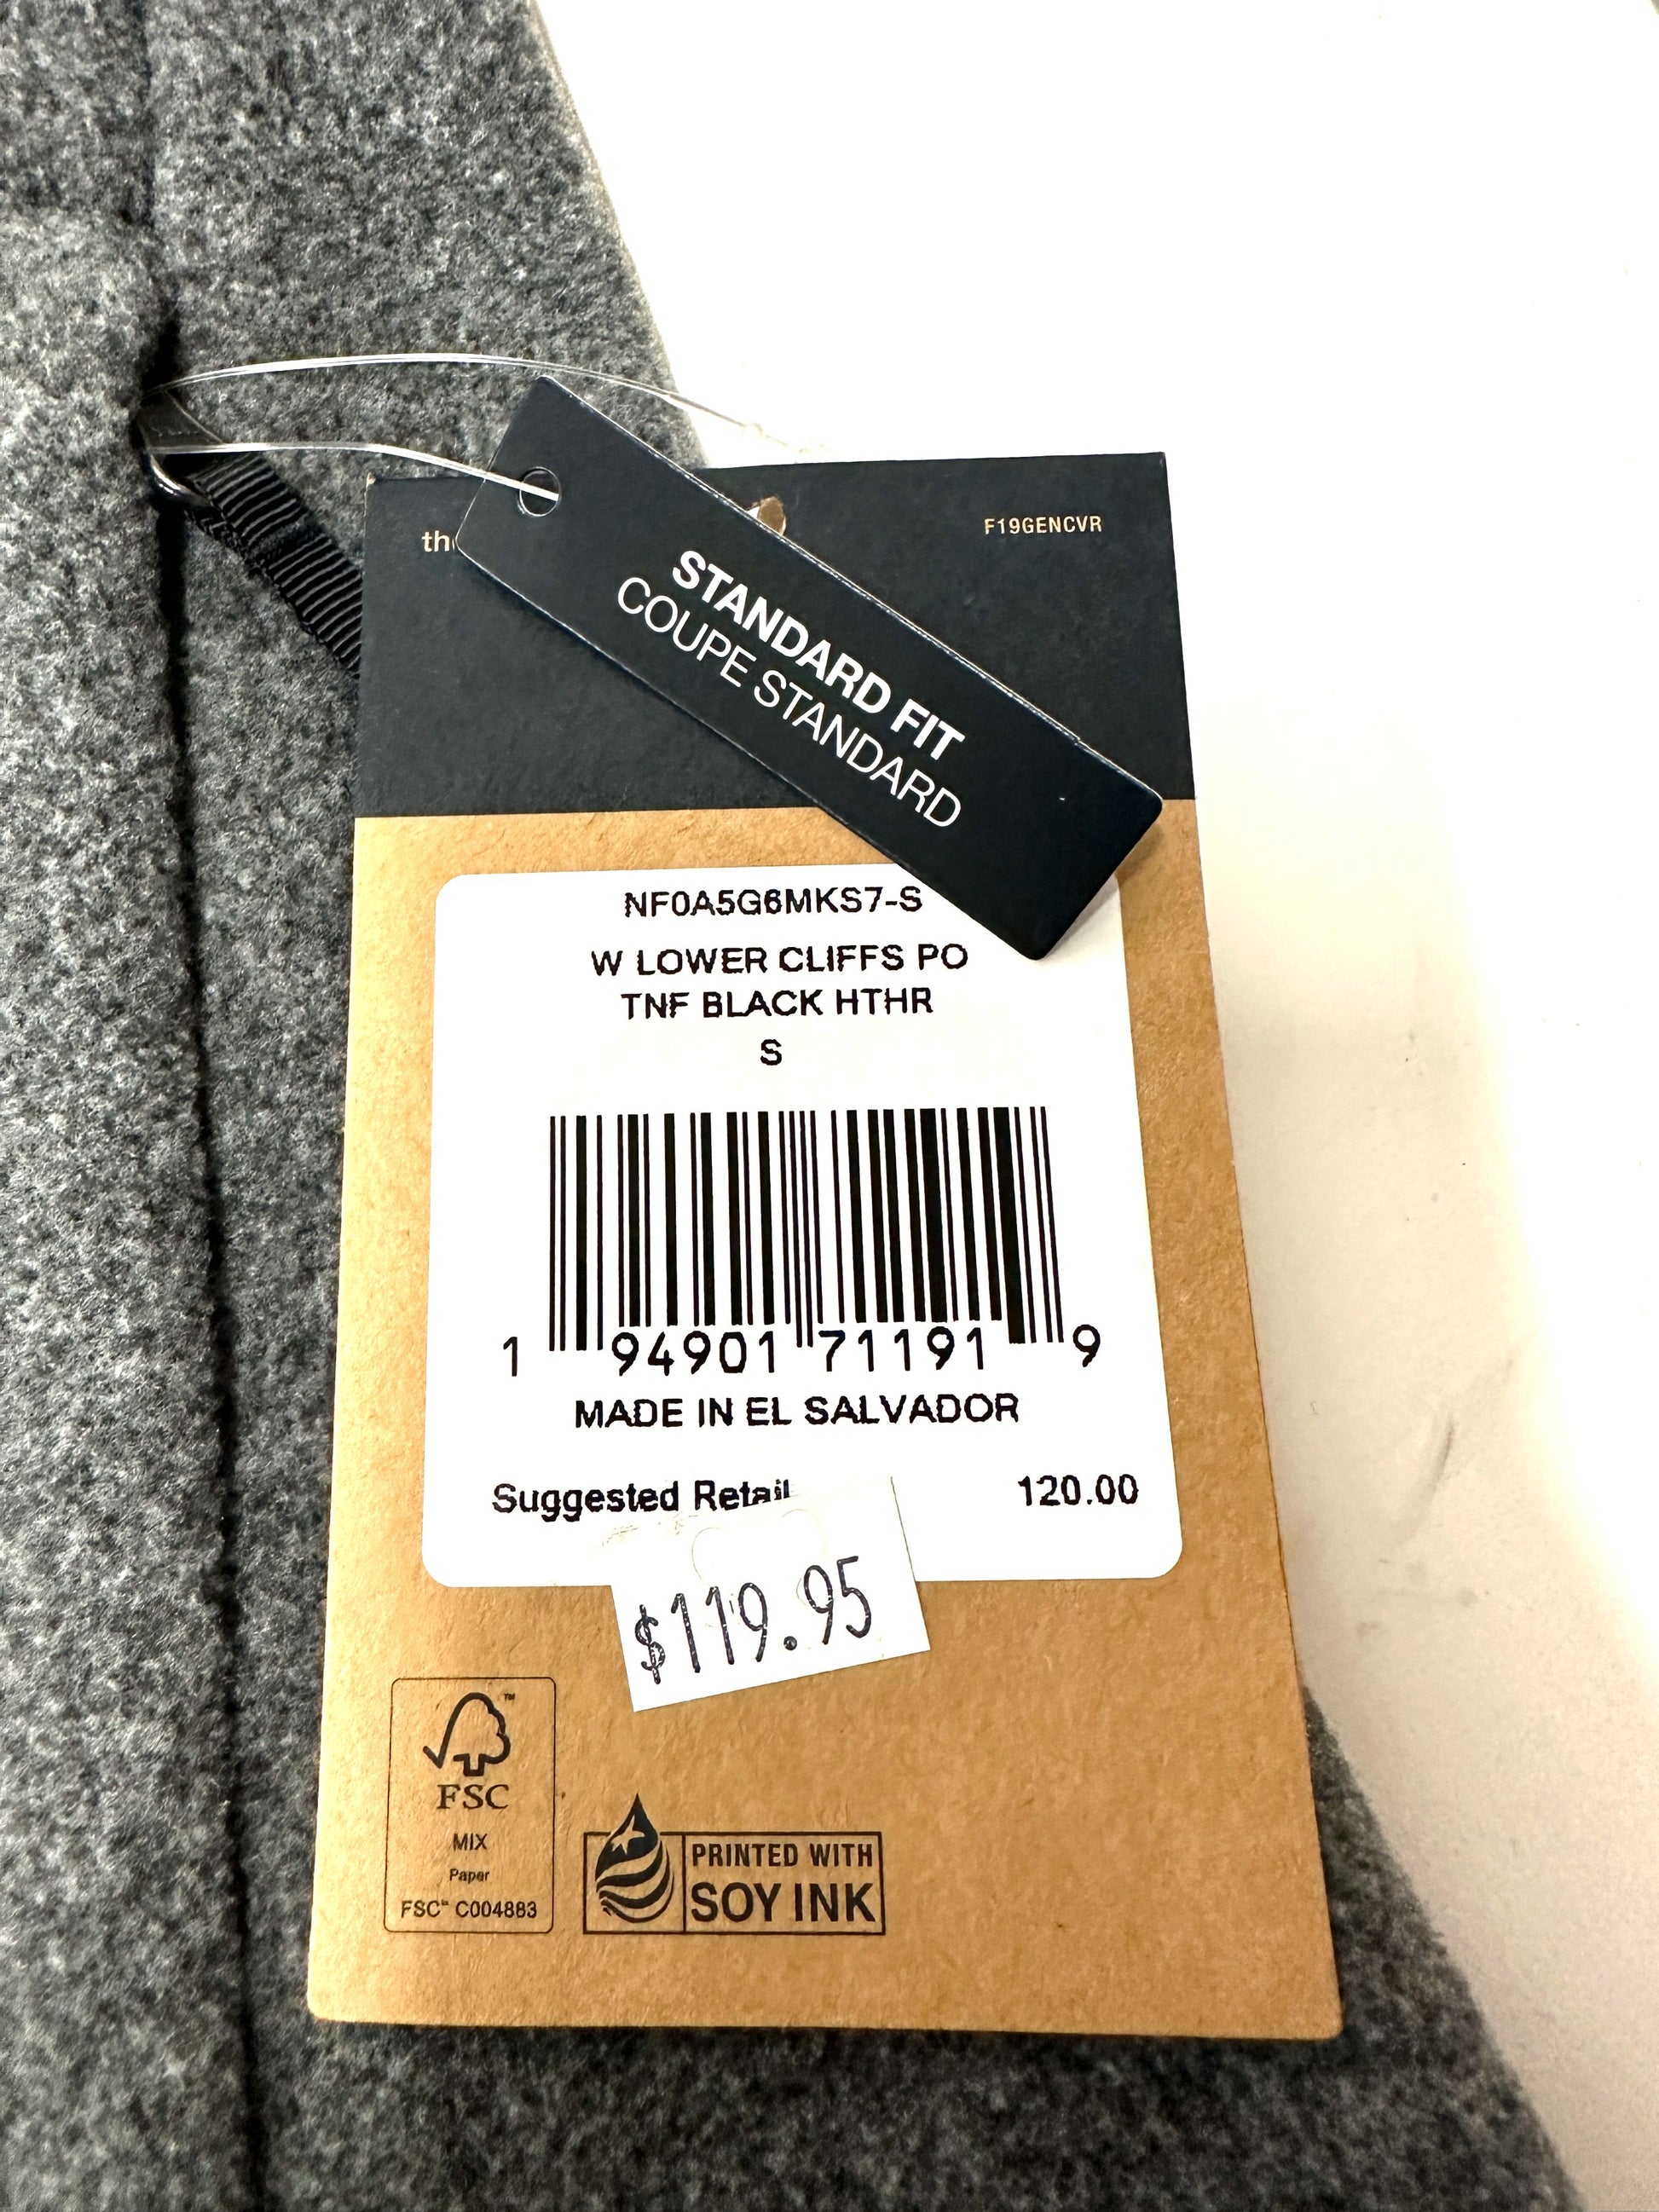 F19GENCVR
STANDARD FIT
COUPE STANDARD
NF0A5G6MKS7-S
W LOWER CLIFFS PO
TNF BLACK HTHR
S
1 94901 71191 9
MADE IN EL SALVADOR
Suggested Retail 120.00
$119.95
FSC
MIX
Paper
FSC™ C004883
PRINTED WITH
SOY INK